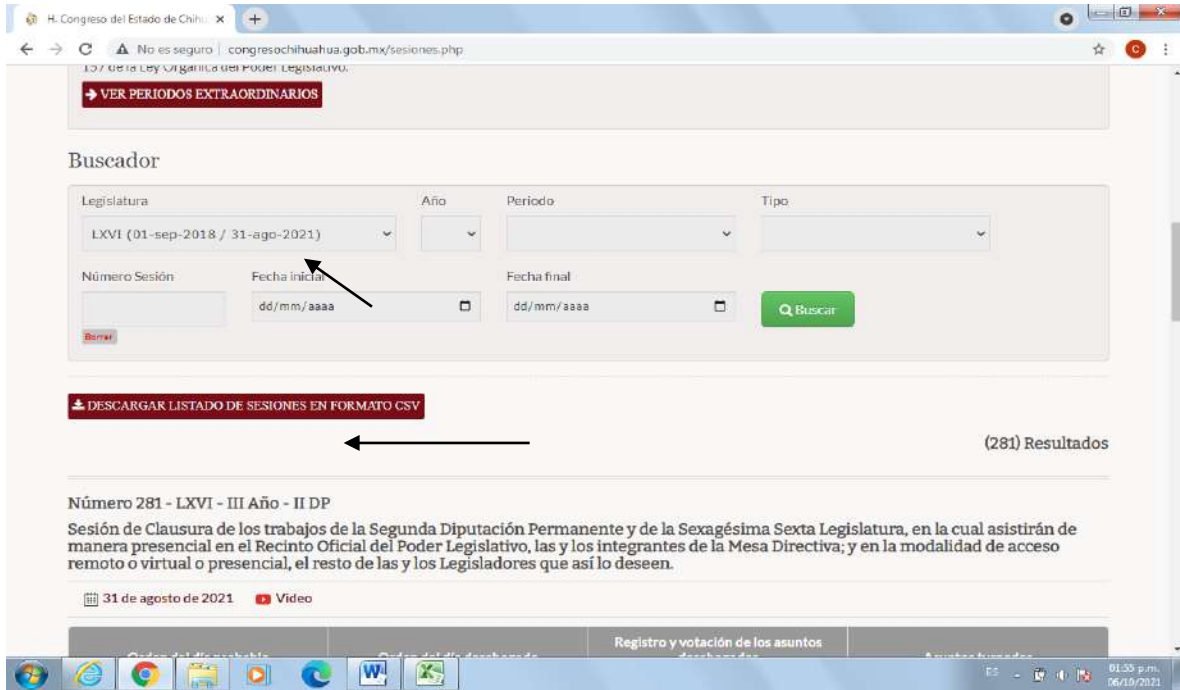 H. Congreso del Estado de Chihu
No es seguro | congresochihuahua.gob.mx/sesiones.php
157 de la Ley Orgánica del Poder Legislativo.
VER PERIODOS EXTRAORDINARIOS
Buscador
Legislatura Año Periodo Tipo
LXVI (01-sep-2018 / 31-ago-2021)
Número Sesión Fecha inicial Fecha final
dd/mm/aaaa dd/mm/aaaa Buscar
Borrar
DESCARGAR LISTADO DE SESIONES EN FORMATO CSV
(281) Resultados
Número 281 - LXVI - III Año - II DP
Sesión de Clausura de los trabajos de la Segunda Diputación Permanente y de la Sexagésima Sexta Legislatura, en la cual asistirán de
manera presencial en el Recinto Oficial del Poder Legislativo, las y los integrantes de la Mesa Directiva; y en la modalidad de acceso
remoto o virtual o presencial, el resto de las y los Legisladores que así lo deseen.
31 de agosto de 2021 Video
Registro y votación de los asuntos
ES 01:55 p.m.
06/10/2021